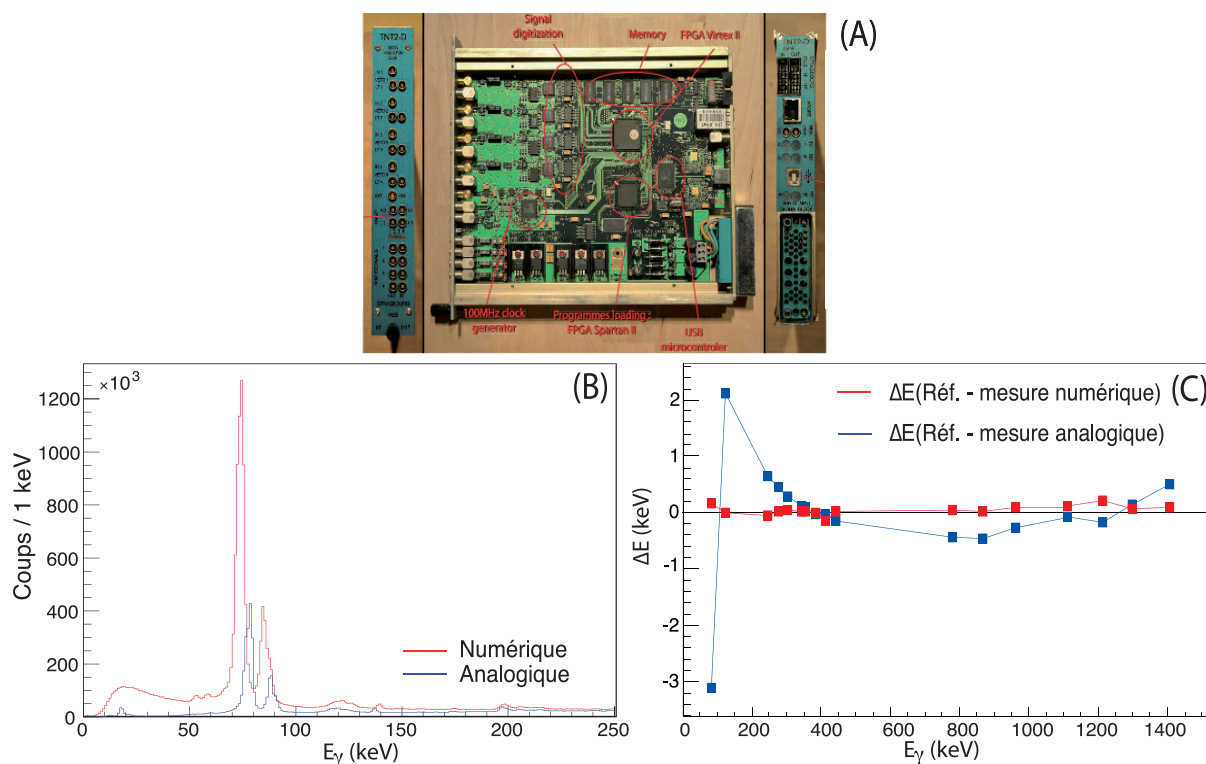 (A)
Signal
digitization
Memory
FPGA Virtex II
TNT2-D
TNT2-D
100MHz clock
generator
Programmes loading :
FPGA Spartan II
USB
microcontroler
(B)
×10³
1200
1000
800
600
400
200
0
Coups / 1 keV
Numérique
Analogique
0 50 100 150 200 250
Eγ (keV)
(C)
ΔE(Réf. - mesure numérique)
ΔE(Réf. - mesure analogique)
2
1
0
-1
-2
-3
ΔE (keV)
0 200 400 600 800 1000 1200 1400
Eγ (keV)